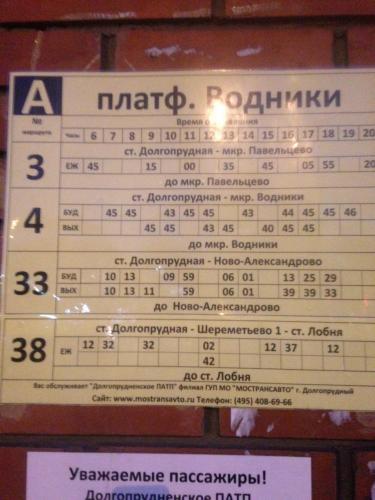 А платф. Водники
№ маршрута
Время отправления
Часы 6 7 8 9 10 11 12 13 14 15 16 17 18 19 20
3
ст. Долгопрудная - мкр. Павельцево
ЕЖ 45 15 00 35 45 05 55 20
до мкр. Павельцево
4
ст. Долгопрудная - мкр. Водники
БУД 45 45 43 45 45 43 44 45 45 46
ВЫХ 45 45 43 45 40 45 45
до мкр. Водники
33
ст. Долгопрудная - Ново-Александрово
БУД 10 13 09 59 06 01 13 25 29
ВЫХ 10 13 11 59 06 01 39 39 33
до Ново-Александрово
38
ст. Долгопрудная - Шереметьево 1 - ст. Лобня
ЕЖ 12 32 32 02 12 37 12
42
до ст. Лобня
Вас обслуживает "Долгопрудненское ПАТП" филиал ГУП МО "МОСТРАНСАВТО" г. Долгопрудный
Сайт: www.mostransavto.ru Телефон: (495) 408-69-66
Уважаемые пассажиры!
Долгопрудненское ПАТП